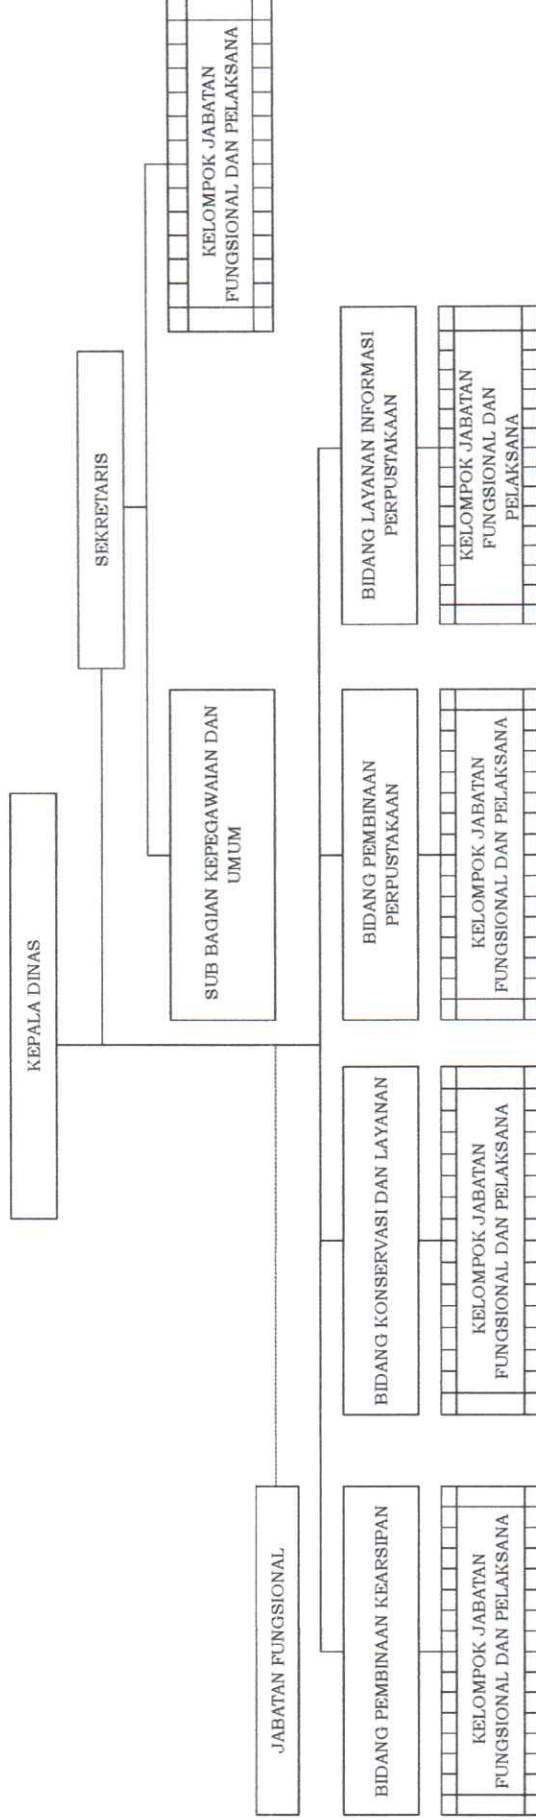 KEPALA DINAS
SEKRETARIS
SUB BAGIAN KEPEGAWAIAN DAN
UMUM
KELOMPOK JABATAN
FUNGSIONAL DAN PELAKSANA
JABATAN FUNGSIONAL
BIDANG PEMBINAAN KEARSIPAN
BIDANG KONSERVASI DAN LAYANAN
BIDANG PEMBINAAN
PERPUSTAKAAN
BIDANG LAYANAN INFORMASI
PERPUSTAKAAN
KELOMPOK JABATAN
FUNGSIONAL DAN PELAKSANA
KELOMPOK JABATAN
FUNGSIONAL DAN PELAKSANA
KELOMPOK JABATAN
FUNGSIONAL DAN PELAKSANA
KELOMPOK JABATAN
FUNGSIONAL DAN
PELAKSANA